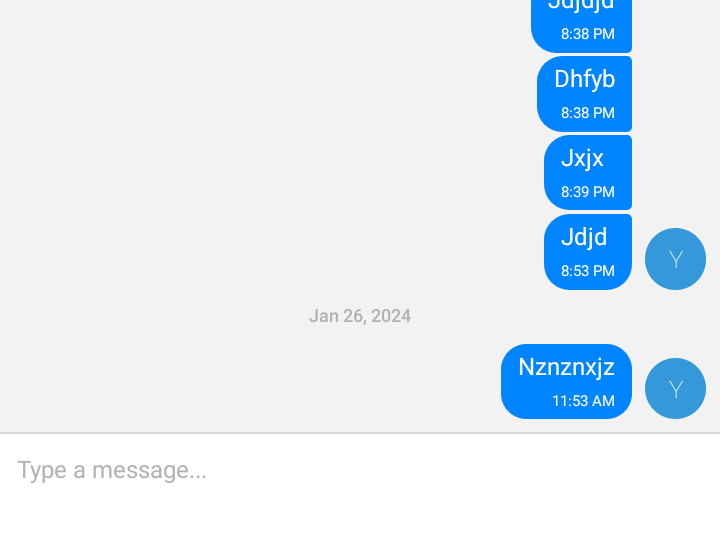 Jdjdjd
8:38 PM
Dhfyb
8:38 PM
Jxjx
8:39 PM
Jdjd
8:53 PM
Y
Jan 26, 2024
Nznznxjz
11:53 AM
Y
Type a message...